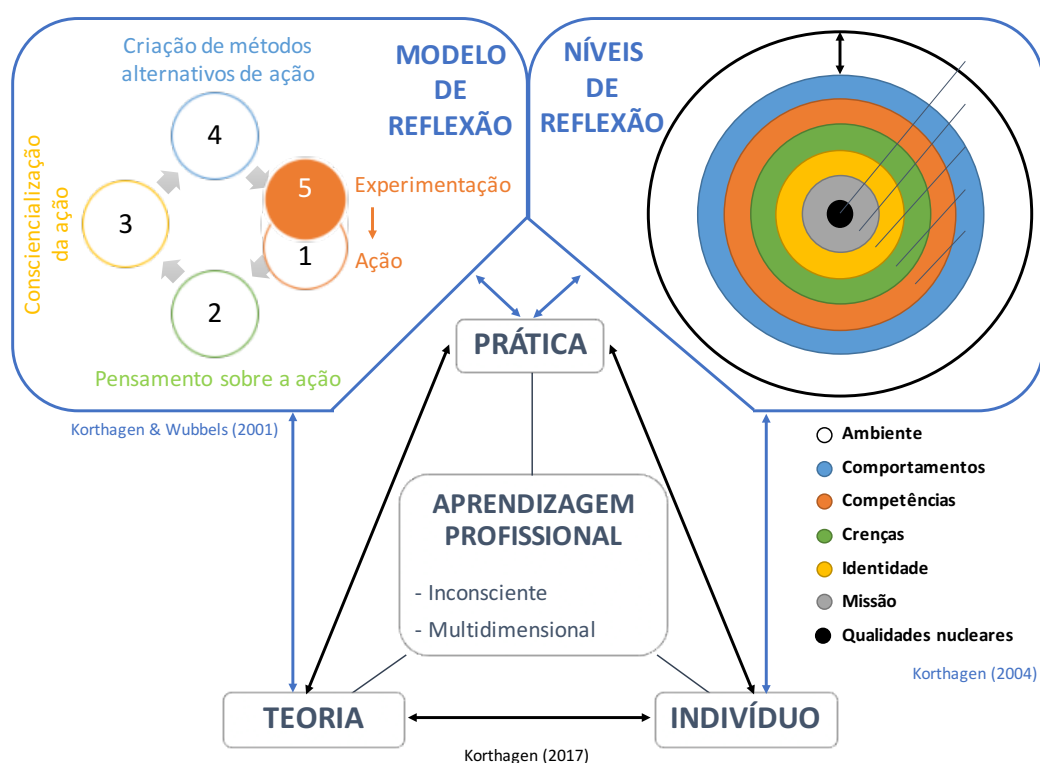 Criação de métodos
alternativos de ação
4
3
5
1
2
Experimentação
Ação
Consciencialização
da ação
Pensamento sobre a ação
MODELO
DE
REFLEXÃO
NÍVEIS
DE
REFLEXÃO
Korthagen & Wubbels (2001)
PRÁTICA
APRENDIZAGEM
PROFISSIONAL
- Inconsciente
- Multidimensional
TEORIA
INDIVÍDUO
Korthagen (2017)
Ambiente
Comportamentos
Competências
Crenças
Identidade
Missão
Qualidades nucleares
Korthagen (2004)